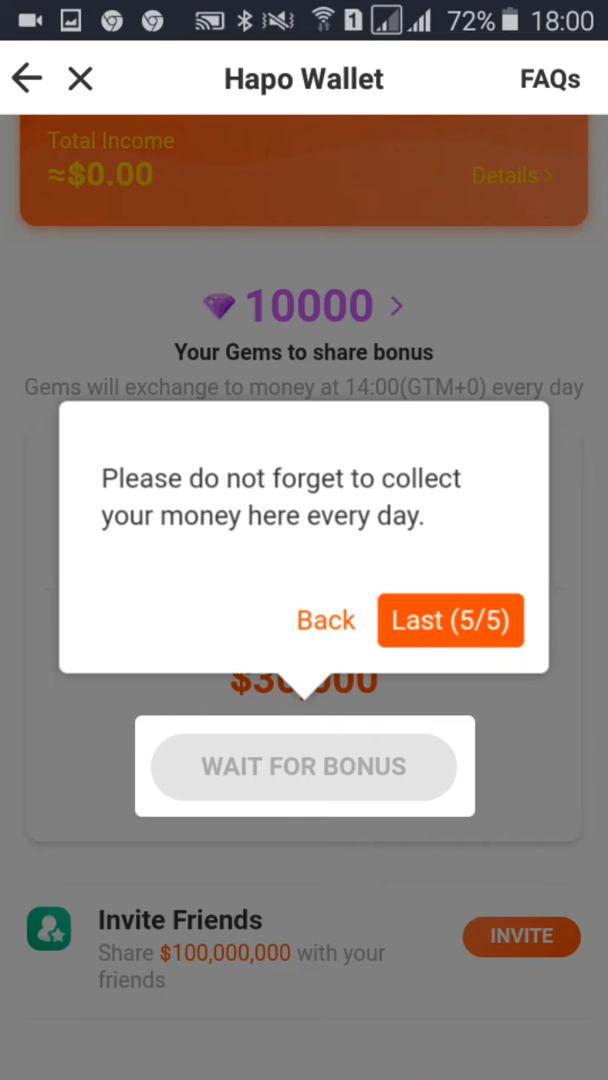 1 72% 18:00
Hapo Wallet FAQs
Total Income
≈$0.00 Details >
10000 >
Your Gems to share bonus
Gems will exchange to money at 14:00(GTM+0) every day
Please do not forget to collect
your money here every day.
Back Last (5/5)
WAIT FOR BONUS
Invite Friends
Share $100,000,000 with your
friends
INVITE